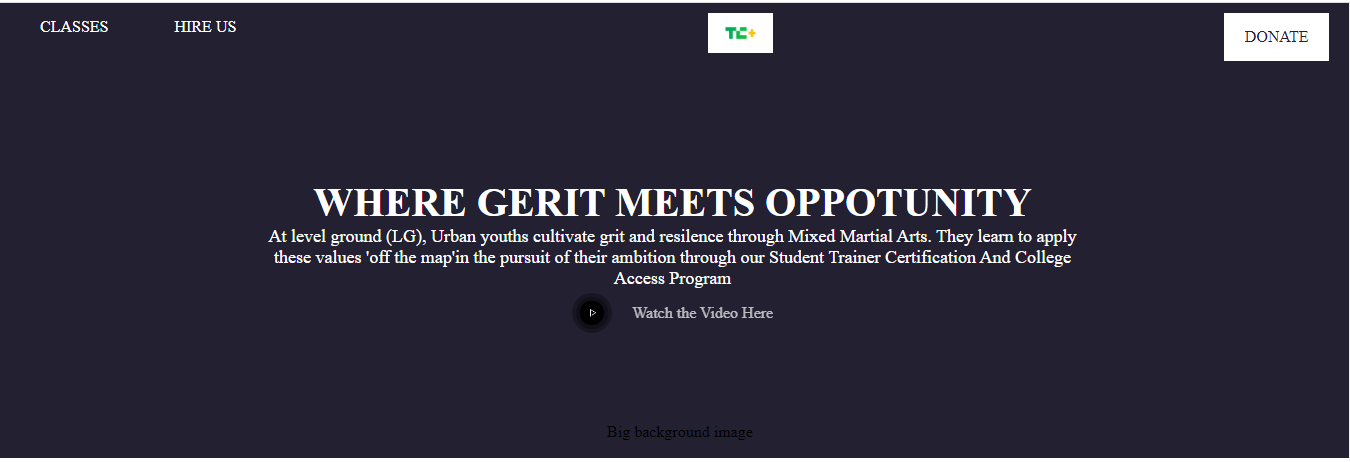 CLASSES HIRE US TC+ DONATE
WHERE GERIT MEETS OPPOTUNITY
At level ground (LG), Urban youths cultivate grit and resilence through Mixed Martial Arts. They learn to apply
these values 'off the map'in the pursuit of their ambition through our Student Trainer Certification And College
Access Program
Watch the Video Here
Big background image